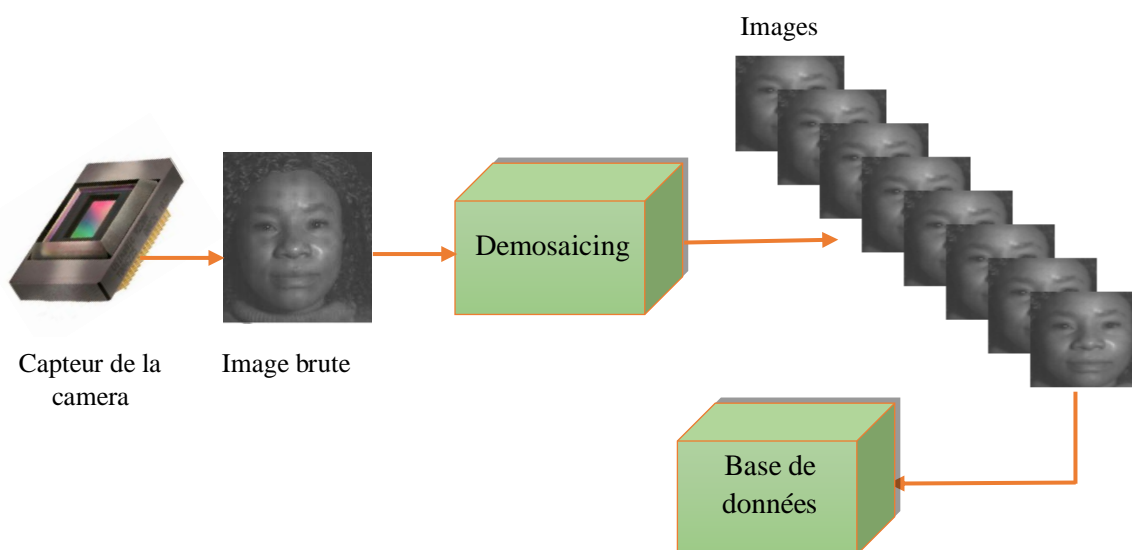 Images
Demosaicing
Capteur de la
camera
Image brute
Base de
données